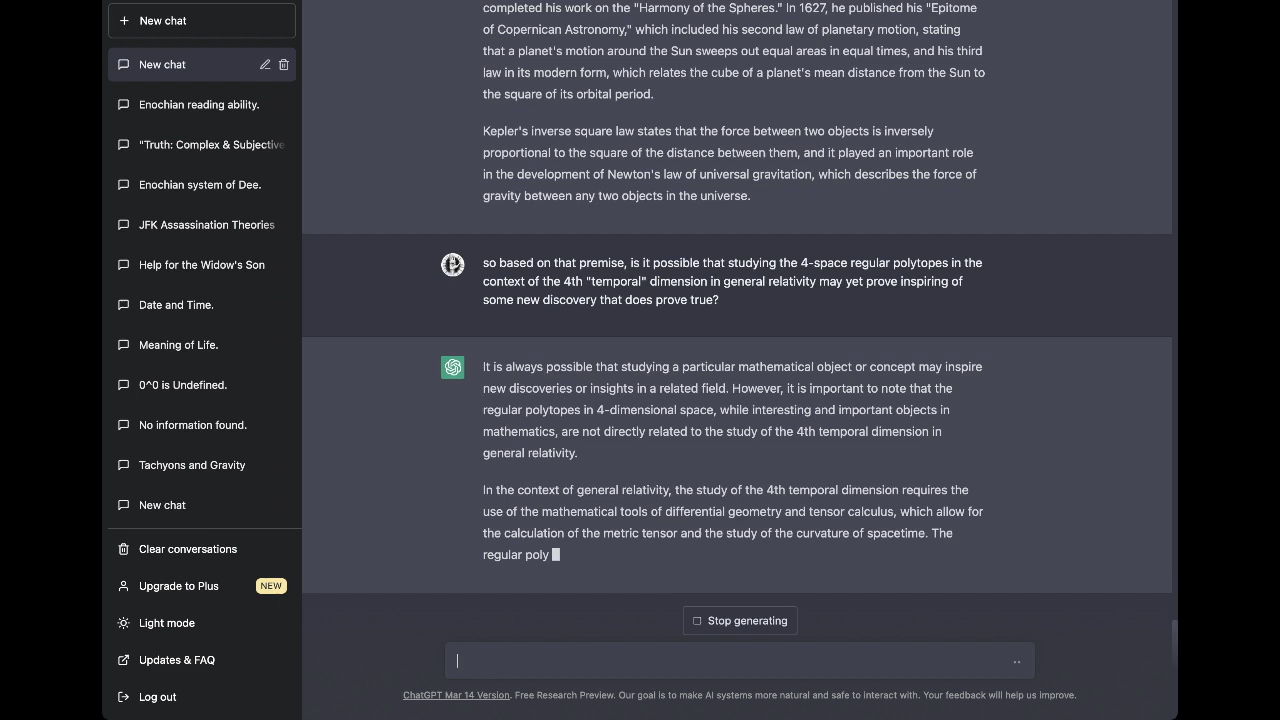 New chat
New chat
Enochian reading ability.
"Truth: Complex & Subjective
Enochian system of Dee.
JFK Assassination Theories
Help for the Widow's Son
Date and Time.
Meaning of Life.
0^0 is Undefined.
No information found.
Tachyons and Gravity
New chat
Clear conversations
Upgrade to Plus NEW
Light mode
Updates & FAQ
Log out
completed his work on the "Harmony of the Spheres." In 1627, he published his "Epitome
of Copernican Astronomy," which included his second law of planetary motion, stating
that a planet's motion around the Sun sweeps out equal areas in equal times, and his third
law in its modern form, which relates the cube of a planet's mean distance from the Sun to
the square of its orbital period.
Kepler's inverse square law states that the force between two objects is inversely
proportional to the square of the distance between them, and it played an important role
in the development of Newton's law of universal gravitation, which describes the force of
gravity between any two objects in the universe.
so based on that premise, is it possible that studying the 4-space regular polytopes in the
context of the 4th "temporal" dimension in general relativity may yet prove inspiring of
some new discovery that does prove true?
It is always possible that studying a particular mathematical object or concept may inspire
new discoveries or insights in a related field. However, it is important to note that the
regular polytopes in 4-dimensional space, while interesting and important objects in
mathematics, are not directly related to the study of the 4th temporal dimension in
general relativity.
In the context of general relativity, the study of the 4th temporal dimension requires the
use of the mathematical tools of differential geometry and tensor calculus, which allow for
the calculation of the metric tensor and the study of the curvature of spacetime. The
regular poly
Stop generating
ChatGPT Mar 14 Version. Free Research Preview. Our goal is to make AI systems more natural and safe to interact with. Your feedback will help us improve.